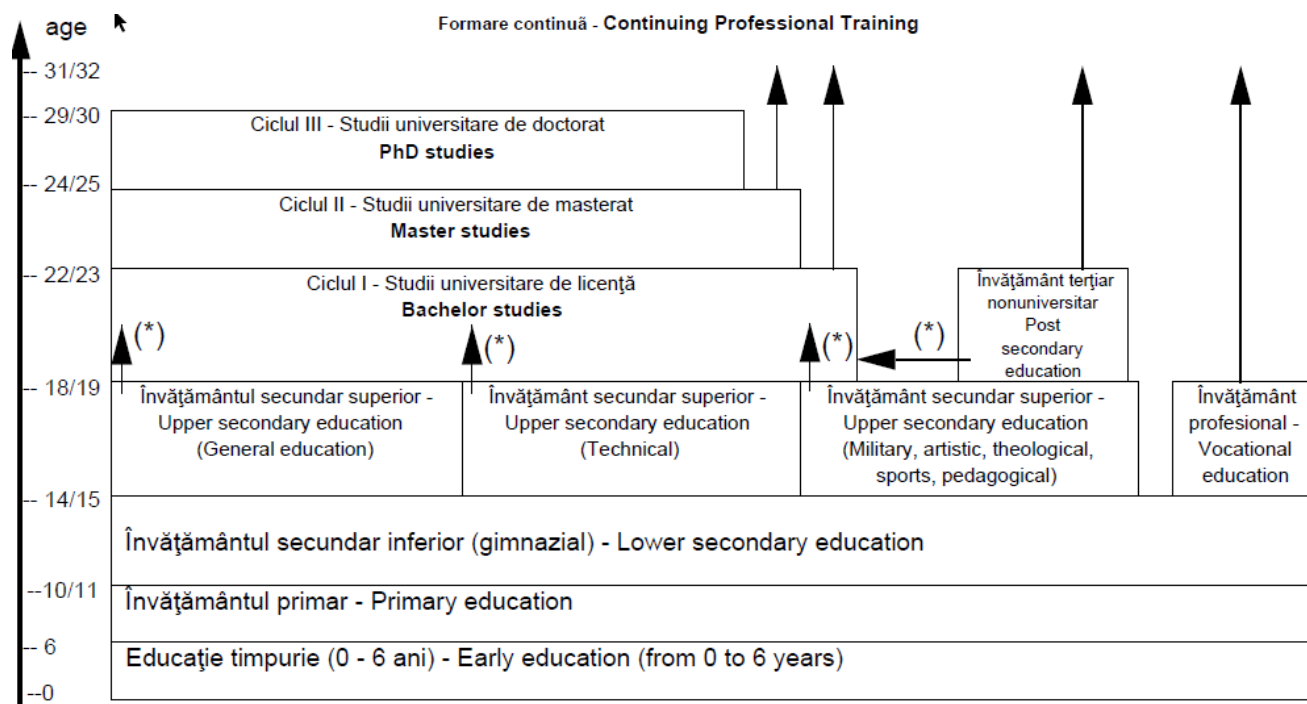 age
Formare continuã - Continuing Professional Training
-- 31/32
-- 29/30
Ciclul III - Studii universitare de doctorat
PhD studies
-- 24/25
Ciclul II - Studii universitare de masterat
Master studies
-- 22/23
Ciclul I - Studii universitare de licenţă
Bachelor studies
Învăţământ terţiar
nonuniversitar
Post
secondary
education
(*)
(*)
(*)
(*)
-- 18/19
Învăţământul secundar superior -
Upper secondary education
(General education)
Învăţământ secundar superior -
Upper secondary education
(Technical)
Învăţământ secundar superior -
Upper secondary education
(Military, artistic, theological,
sports, pedagogical)
Învăţământ
profesional -
Vocational
education
-- 14/15
Învăţământul secundar inferior (gimnazial) - Lower secondary education
--10/11
Învăţământul primar - Primary education
-- 6
Educaţie timpurie (0 - 6 ani) - Early education (from 0 to 6 years)
--0